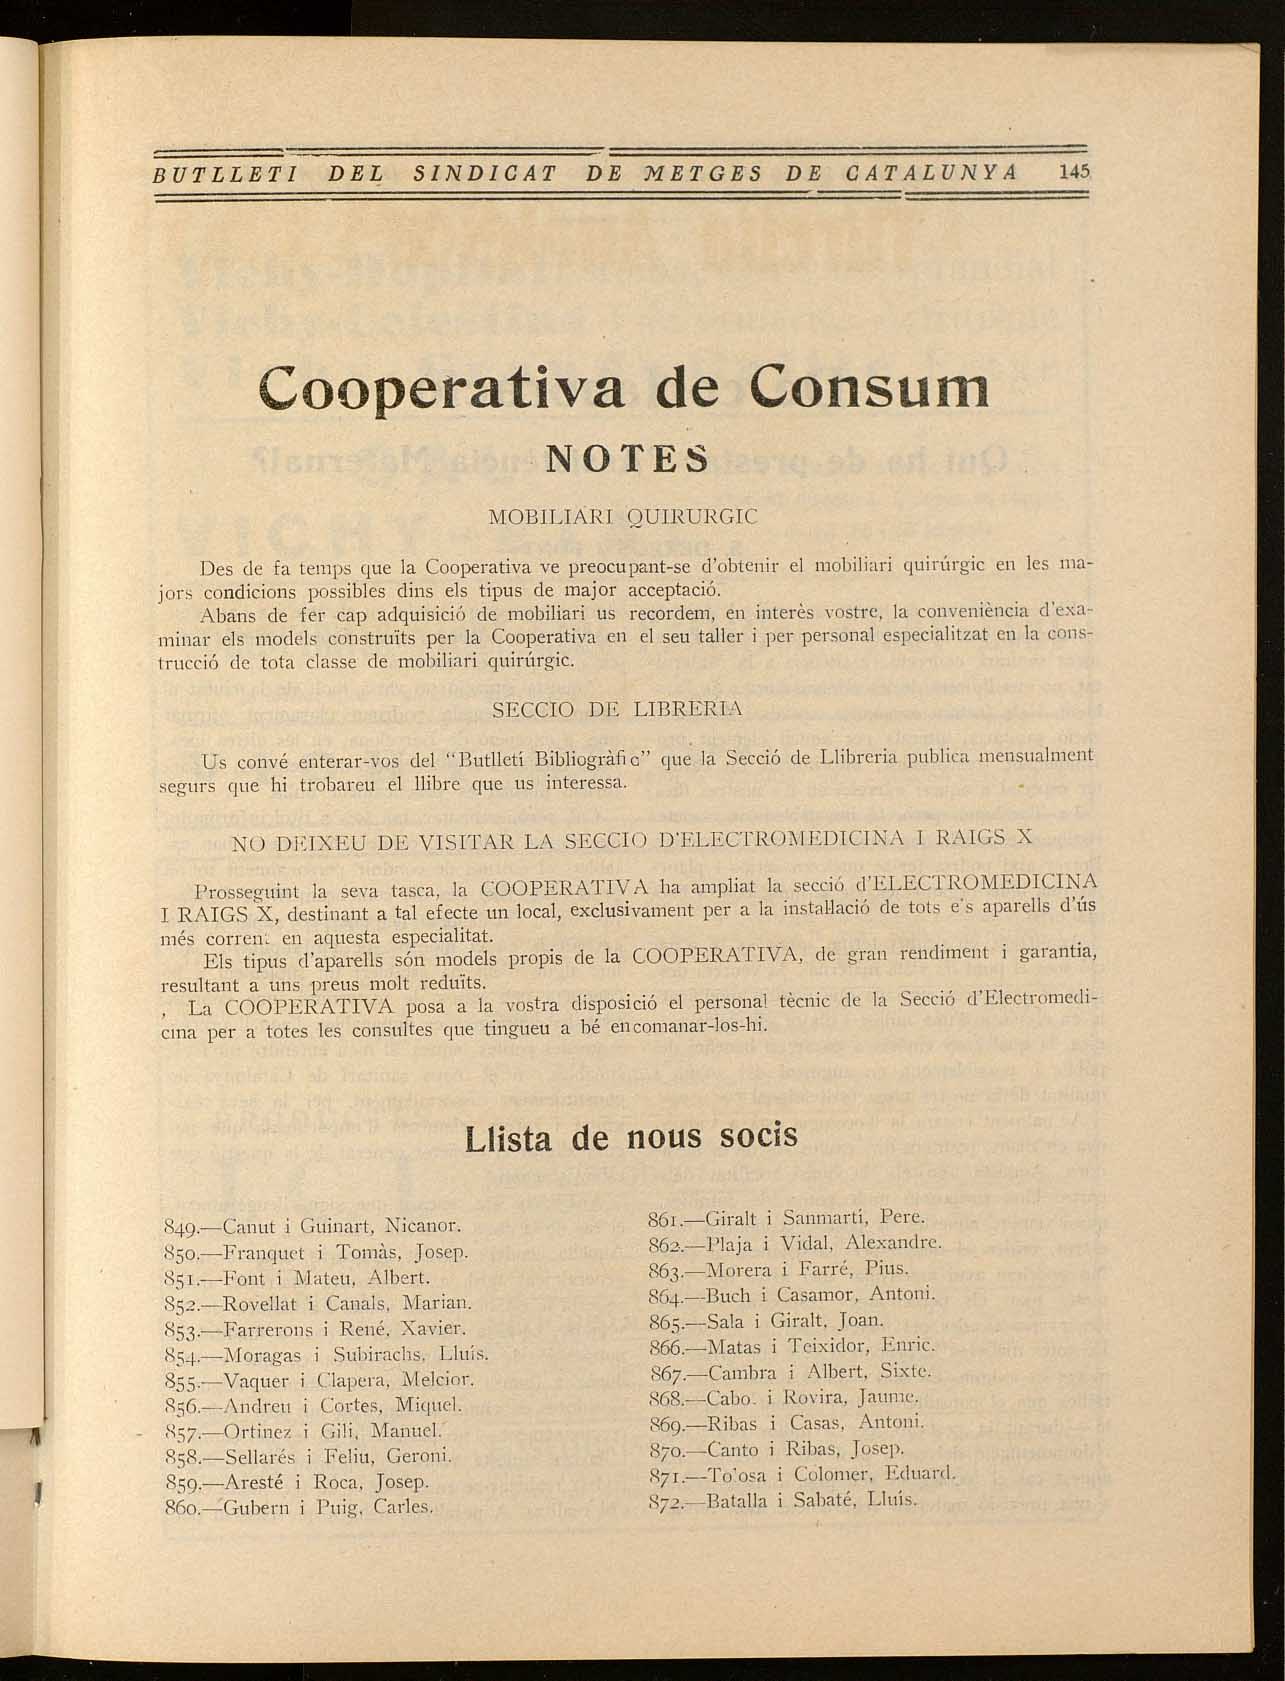 BUTLLETI DEL SINDICAT DE METGES DE CATALUNYA 145
Cooperativa de Consum
NOTES
MOBILIARI QUIRURGIC
Des de fa temps que la Cooperativa ve preocupant-se d'obtenir el mobiliari quirúrgic en les ma-
jors condicions possibles dins els tipus de major acceptació.
Abans de fer cap adquisició de mobiliari us recordem, en interès vostre, la conveniència d'exa-
minar els models construïts per la Cooperativa en el seu taller i per personal especialitzat en la cons-
trucció de tota classe de mobiliari quirúrgic.
SECCIO DE LIBRERIA
Us convé enterar-vos del "Butlletí Bibliogràfic" que la Secció de Llibreria publica mensualment
segurs que hi trobareu el llibre que us interessa.
NO DEIXEU DE VISITAR LA SECCIO D'ELECTROMEDICINA I RAIGS X
Prosseguint la seva tasca, la COOPERATIVA ha ampliat la secció d'ELECTROMEDICINA
I RAIGS X, destinant a tal efecte un local, exclusivament per a la instal·lació de tots e's aparells d'ús
més corrent en aquesta especialitat.
Els tipus d'aparells són models propis de la COOPERATIVA, de gran rendiment i garantia,
resultant a uns preus molt reduïts.
La COOPERATIVA posa a la vostra disposició el personal tècnic de la Secció d'Electromedi-
cina per a totes les consultes que tingueu a bé encomanar-los-hi.
Llista de nous socis
849.—Canut i Guinart, Nicanor.
850.—Franquet i Tomàs, Josep.
851.—Font i Mateu, Albert.
852.—Rovellat i Canals, Marian.
853.—Farrerons i René, Xavier.
854.—Moragas i Subirachs, Lluís.
855.—Vaquer i Clapera, Melcior.
856.—Andreu i Cortes, Miquel.
857.—Ortinez i Gili, Manuel.
858.—Sellarés i Feliu, Geroni.
859.—Aresté i Roca, Josep.
860.—Gubern i Puig, Carles.
861.—Giralt i Sanmartí, Pere.
862.—Plaja i Vidal, Alexandre.
863.—Morera i Farré, Pius.
864.—Buch i Casamor, Antoni.
865.—Sala i Giralt, Joan.
866.—Matas i Teixidor, Enric.
867.—Cambra i Albert, Sixte.
868.—Cabo. i Rovira, Jaume.
869.—Ribas i Casas, Antoni.
870.—Canto i Ribas, Josep.
871.—To'osa i Colomer, Eduard.
872.—Batalla i Sabaté, Lluís.